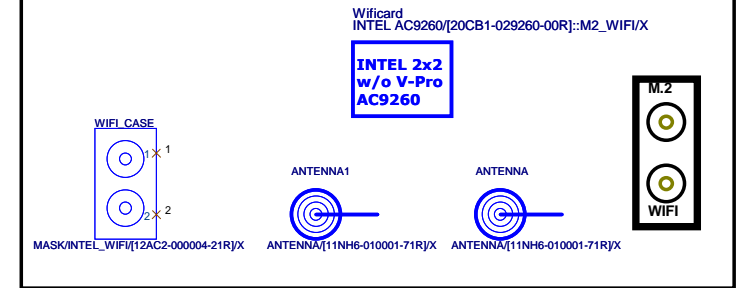 Wificard
INTEL AC9260/[20CB1-029260-00R]::M2_WIFI/X
INTEL 2x2
w/o V-Pro
AC9260
M.2
WIFI
WIFI_CASE
1
1
2
2
MASK/INTEL_WIFI/[12AC2-000004-21R]/X
ANTENNA1
ANTENNA/[11NH6-010001-71R]/X
ANTENNA
ANTENNA/[11NH6-010001-71R]/X